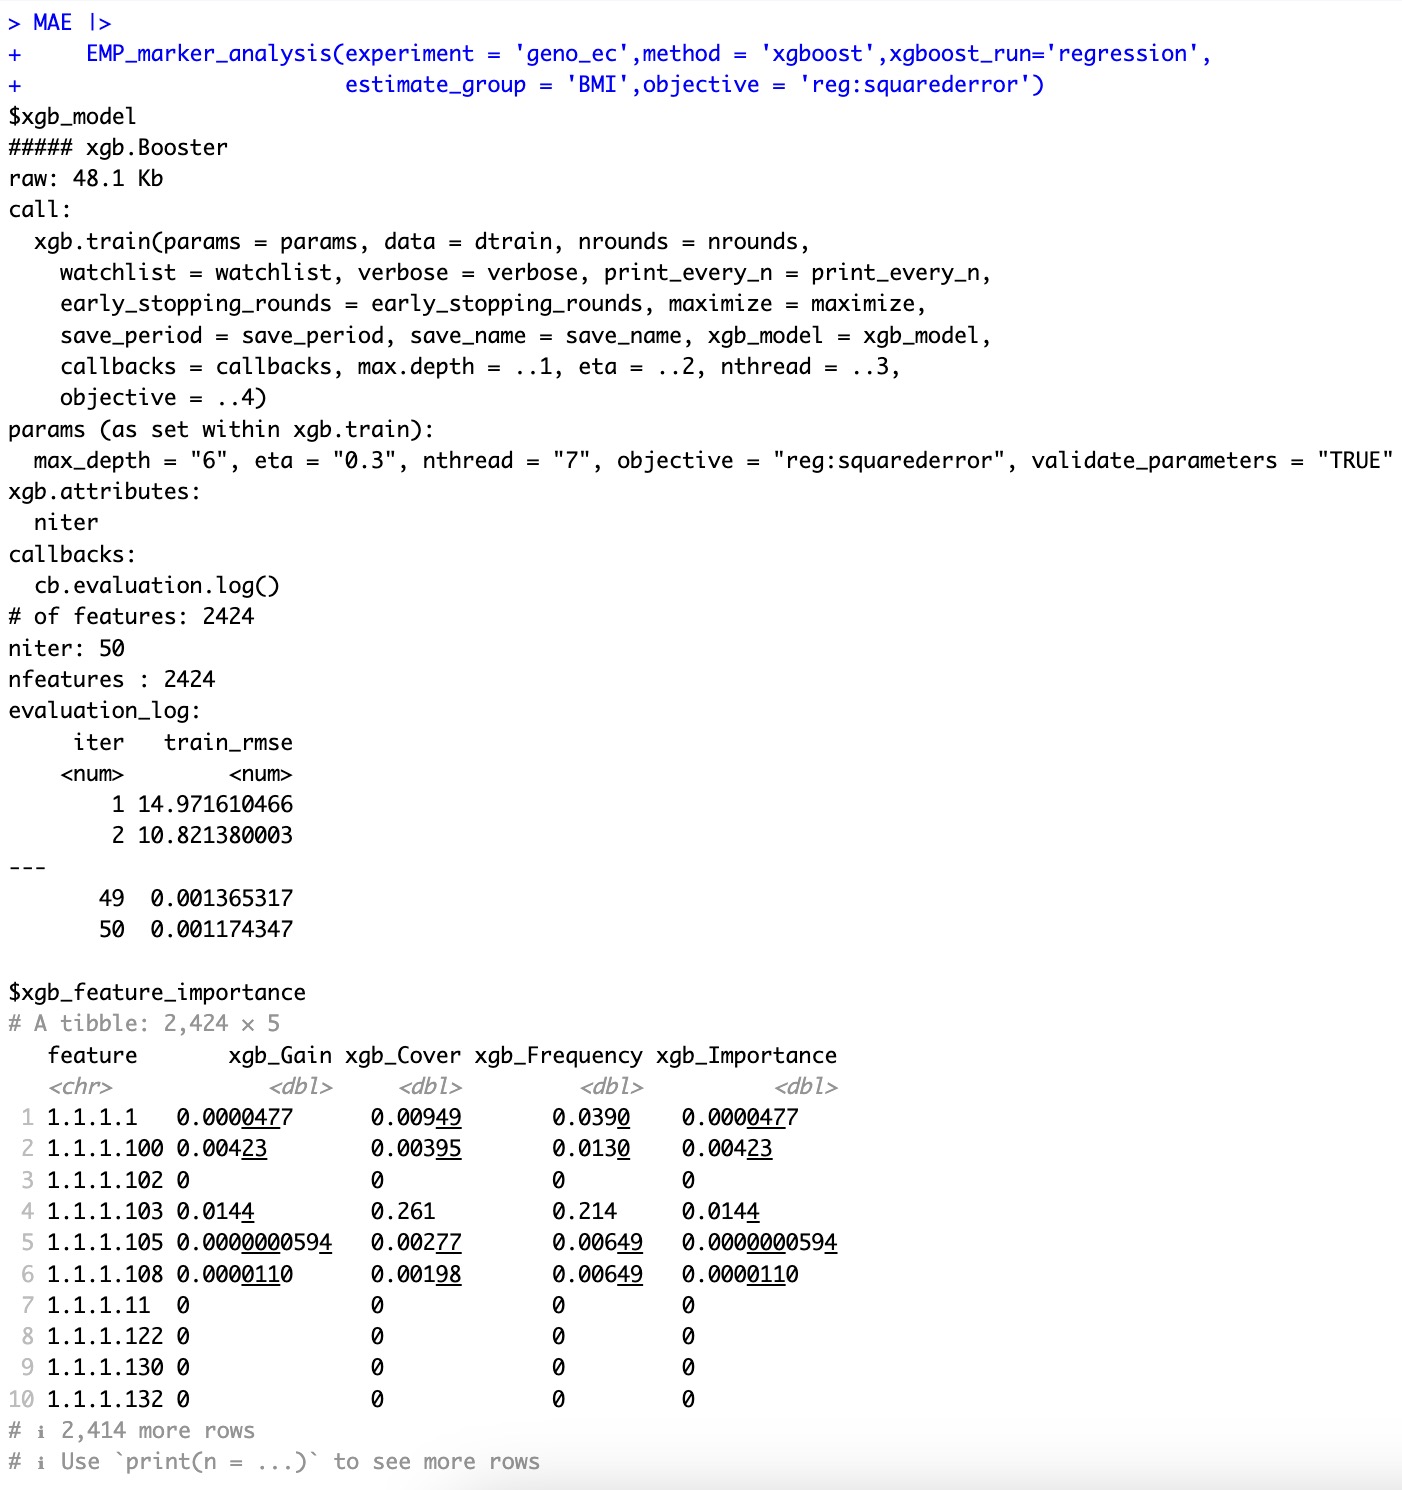 > MAE |>
+     EMP_marker_analysis(experiment = 'geno_ec',method = 'xgboost',xgboost_run='regression',
+                         estimate_group = 'BMI',objective = 'reg:squarederror')
$xgb_model
##### xgb.Booster
raw: 48.1 Kb
call:
  xgb.train(params = params, data = dtrain, nrounds = nrounds,
    watchlist = watchlist, verbose = verbose, print_every_n = print_every_n,
    early_stopping_rounds = early_stopping_rounds, maximize = maximize,
    save_period = save_period, save_name = save_name, xgb_model = xgb_model,
    callbacks = callbacks, max.depth = ..1, eta = ..2, nthread = ..3,
    objective = ..4)
params (as set within xgb.train):
  max_depth = "6", eta = "0.3", nthread = "7", objective = "reg:squarederror", validate_parameters = "TRUE"
xgb.attributes:
  niter
callbacks:
  cb.evaluation.log()
# of features: 2424
niter: 50
nfeatures : 2424
evaluation_log:
     iter   train_rmse
    <num>        <num>
        1 14.971610466
        2 10.821380003
---
       49  0.001365317
       50  0.001174347

$xgb_feature_importance
# A tibble: 2,424 × 5
   feature       xgb_Gain xgb_Cover xgb_Frequency xgb_Importance
   <chr>            <dbl>     <dbl>         <dbl>          <dbl>
 1 1.1.1.1   0.0000477      0.00949       0.0390    0.0000477
 2 1.1.1.100 0.00423        0.00395       0.0130    0.00423
 3 1.1.1.102 0              0             0         0
 4 1.1.1.103 0.0144         0.261         0.214     0.0144
 5 1.1.1.105 0.0000000594   0.00277       0.00649   0.0000000594
 6 1.1.1.108 0.0000110      0.00198       0.00649   0.0000110
 7 1.1.1.11  0              0             0         0
 8 1.1.1.122 0              0             0         0
 9 1.1.1.130 0              0             0         0
10 1.1.1.132 0              0             0         0
# ℹ 2,414 more rows
# ℹ Use `print(n = ...)` to see more rows